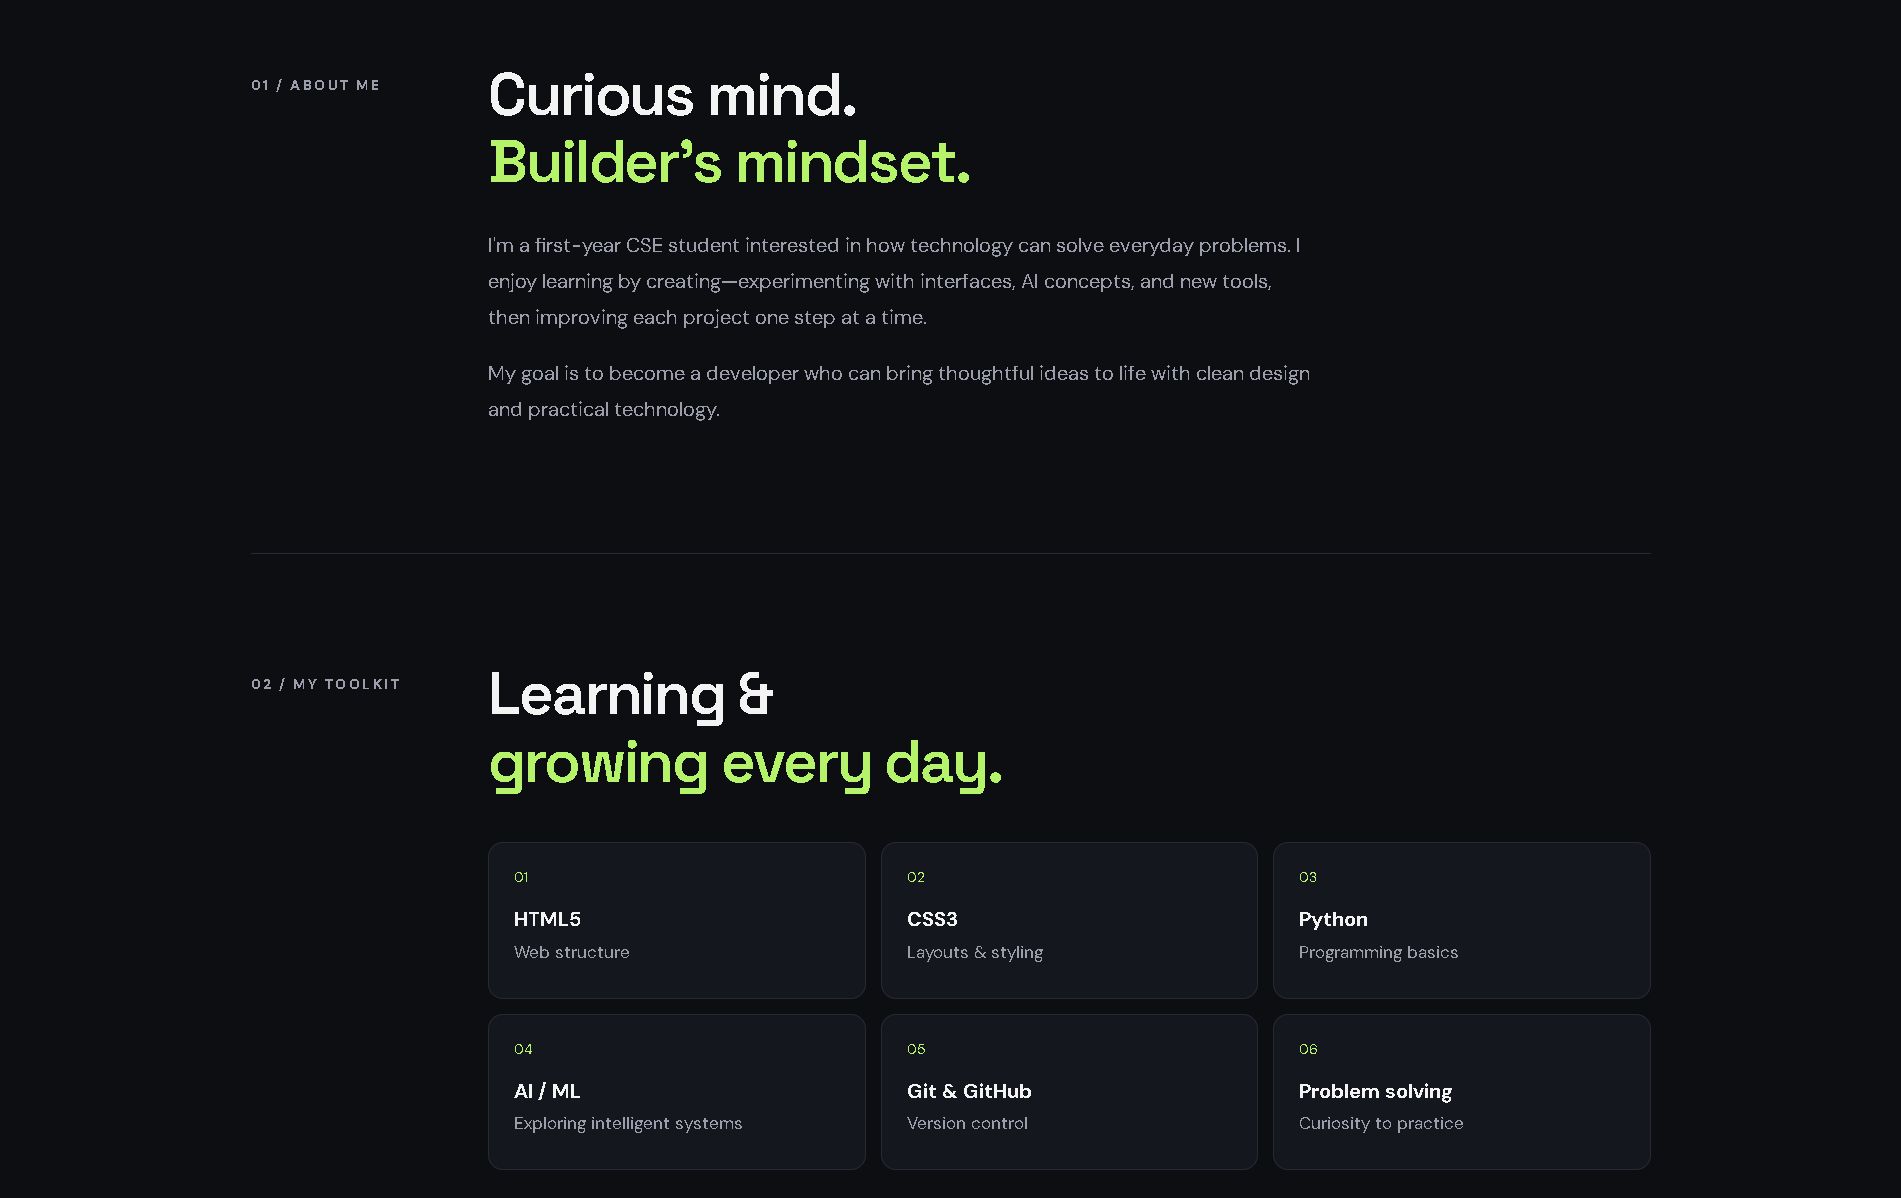 01 / ABOUT ME
Curious mind.
Builder’s mindset.
I'm a first-year CSE student interested in how technology can solve everyday problems. I
enjoy learning by creating—experimenting with interfaces, AI concepts, and new tools,
then improving each project one step at a time.
My goal is to become a developer who can bring thoughtful ideas to life with clean design
and practical technology.
02 / MY TOOLKIT
Learning &
growing every day.
01
HTML5
Web structure
02
CSS3
Layouts & styling
03
Python
Programming basics
04
AI / ML
Exploring intelligent systems
05
Git & GitHub
Version control
06
Problem solving
Curiosity to practice